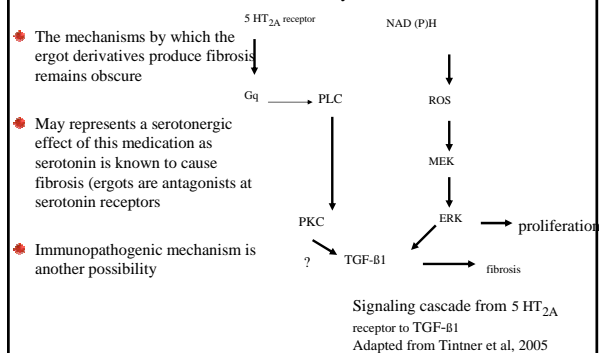 The mechanisms by which the
ergot derivatives produce fibrosis
remains obscure
May represents a serotonergic
effect of this medication as
serotonin is known to cause
fibrosis (ergots are antagonists at
serotonin receptors
Immunopathogenic mechanism is
another possibility
5 HT2A receptor
NAD (P)H
Gq
PLC
ROS
MEK
PKC
ERK
proliferation
?
TGF-ß1
fibrosis
Signaling cascade from 5 HT2A
receptor to TGF-ß1
Adapted from Tintner et al, 2005